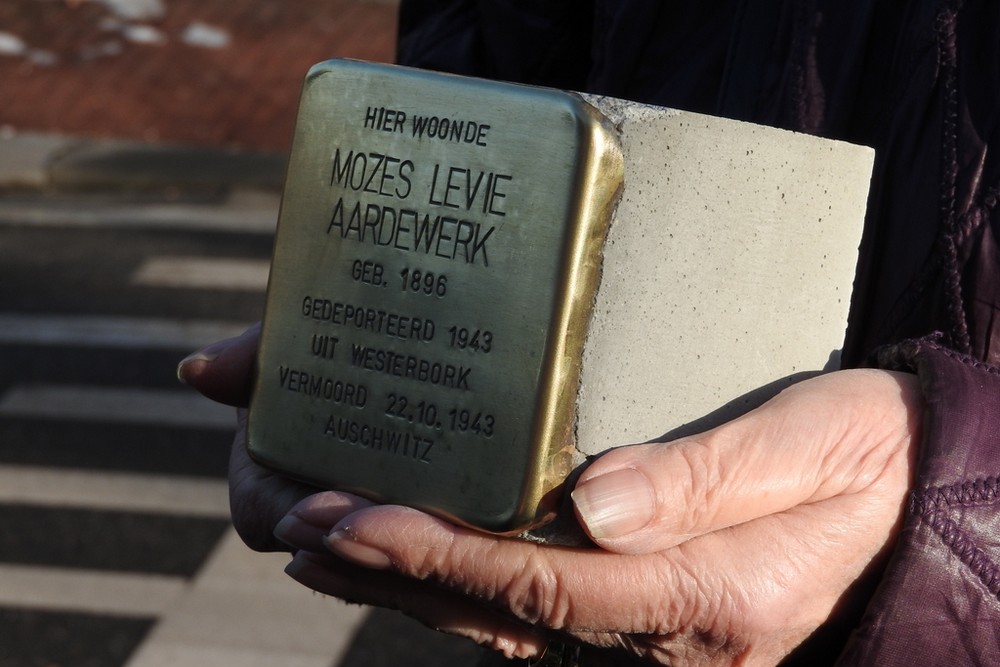 HIER WOONDE
MOZES LEVIE
AARDEWERK
GEB. 1896
GEDEPORTEERD 1943
UIT WESTERBORK
VERMOORD 22.10.1943
AUSCHWITZ